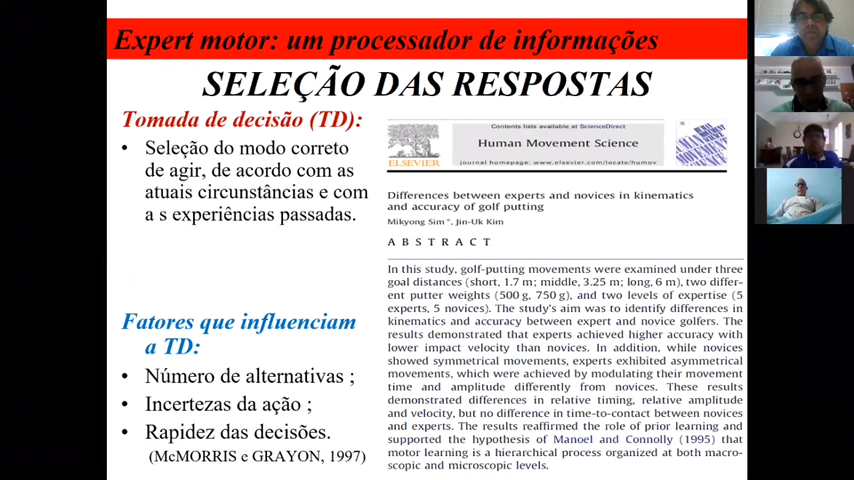 Expert motor: um processador de informações
SELEÇÃO DAS RESPOSTAS
Tomada de decisão (TD):
• Seleção do modo correto
de agir, de acordo com as
atuais circunstâncias e com
a s experiências passadas.
Fatores que influenciam
a TD:
• Número de alternativas ;
• Incertezas da ação ;
• Rapidez das decisões.
(McMORRIS e GRAYON, 1997)
Contents lists available at ScienceDirect
Human Movement Science
journal homepage: www.elsevier.com/locate/humov
ELSEVIER
Differences between experts and novices in kinematics
and accuracy of golf putting
Mikyong Sim *, Jin-Uk Kim
A B S T R A C T
In this study, golf-putting movements were examined under three
goal distances (short, 1.7 m; middle, 3.25 m; long, 6 m), two differ-
ent putter weights (500 g, 750 g), and two levels of expertise (5
experts, 5 novices). The study's aim was to identify differences in
kinematics and accuracy between expert and novice golfers. The
results demonstrated that experts achieved higher accuracy with
lower impact velocity than novices. In addition, while novices
showed symmetrical movements, experts exhibited asymmetrical
movements, which were achieved by modulating their movement
time and amplitude differently from novices. These results
demonstrated differences in relative timing, relative amplitude
and velocity, but no difference in time-to-contact between novices
and experts. The results reaffirmed the role of prior learning and
supported the hypothesis of Manoel and Connolly (1995) that
motor learning is a hierarchical process organized at both macro-
scopic and microscopic levels.